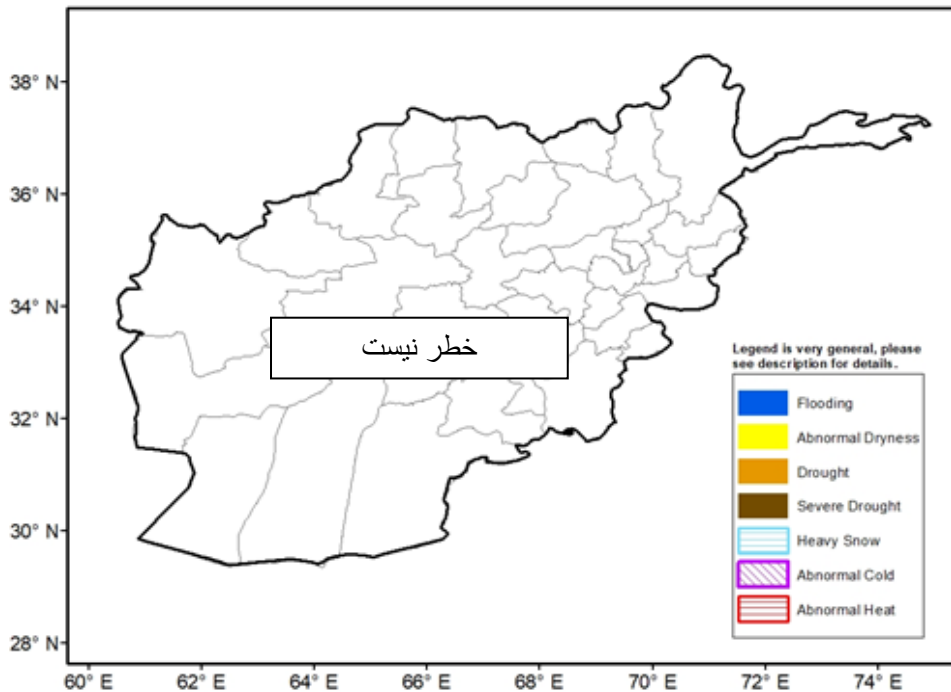 38° N
36° N
34° N
32° N
30° N
28° N
خطر نیست
Legend is very general, please
see description for details.
Flooding
Abnormal Dryness
Drought
Severe Drought
Heavy Snow
Abnormal Cold
Abnormal Heat
60° E 62° E 64° E 66° E 68° E 70° E 72° E 74° E